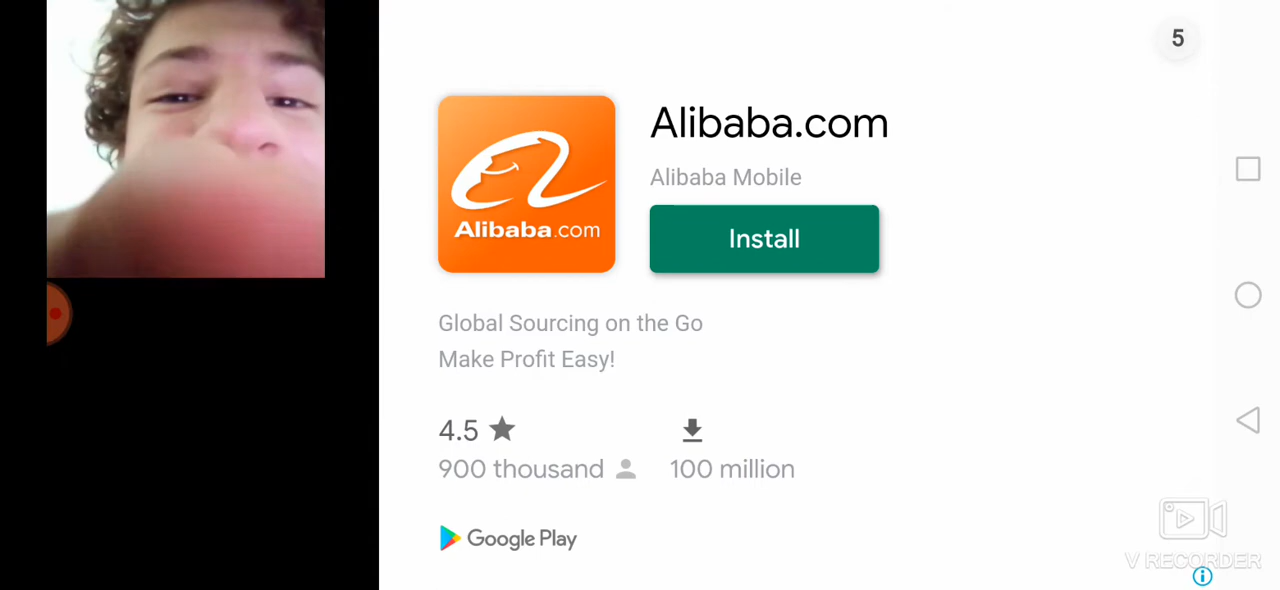 5
Alibaba.com
Alibaba.com
Alibaba Mobile
Install
Global Sourcing on the Go
Make Profit Easy!
4.5
900 thousand
100 million
Google Play
V RECORDER